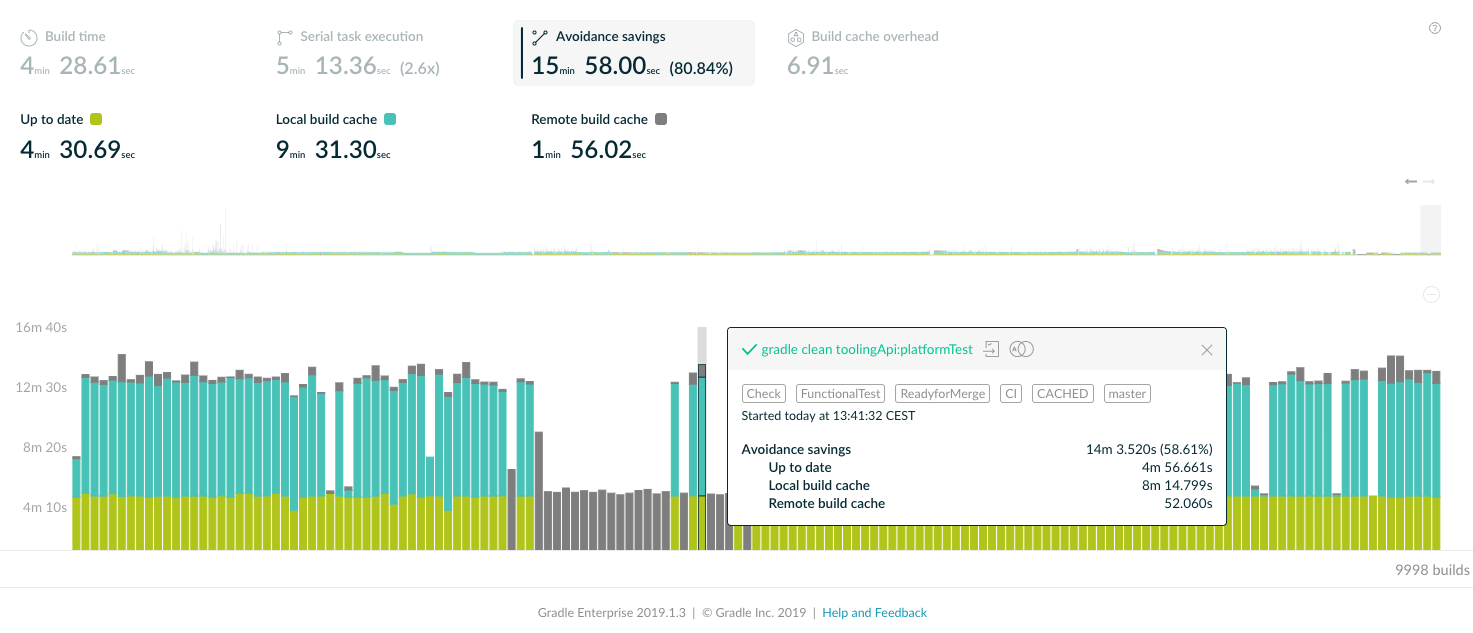 Build time
4min 28.61sec
Serial task execution
5min 13.36sec (2.6x)
Avoidance savings
15min 58.00sec (80.84%)
Build cache overhead
6.91sec
?
Up to date
4min 30.69sec
Local build cache
9min 31.30sec
Remote build cache
1min 56.02sec
16m 40s
12m 30s
8m 20s
4m 10s
gradle clean toolingApi:platformTest
Check FunctionalTest ReadyforMerge CI CACHED master
Started today at 13:41:32 CEST
Avoidance savings 14m 3.520s (58.61%)
Up to date 4m 56.661s
Local build cache 8m 14.799s
Remote build cache 52.060s
9998 builds
Gradle Enterprise 2019.1.3 | © Gradle Inc. 2019 | Help and Feedback